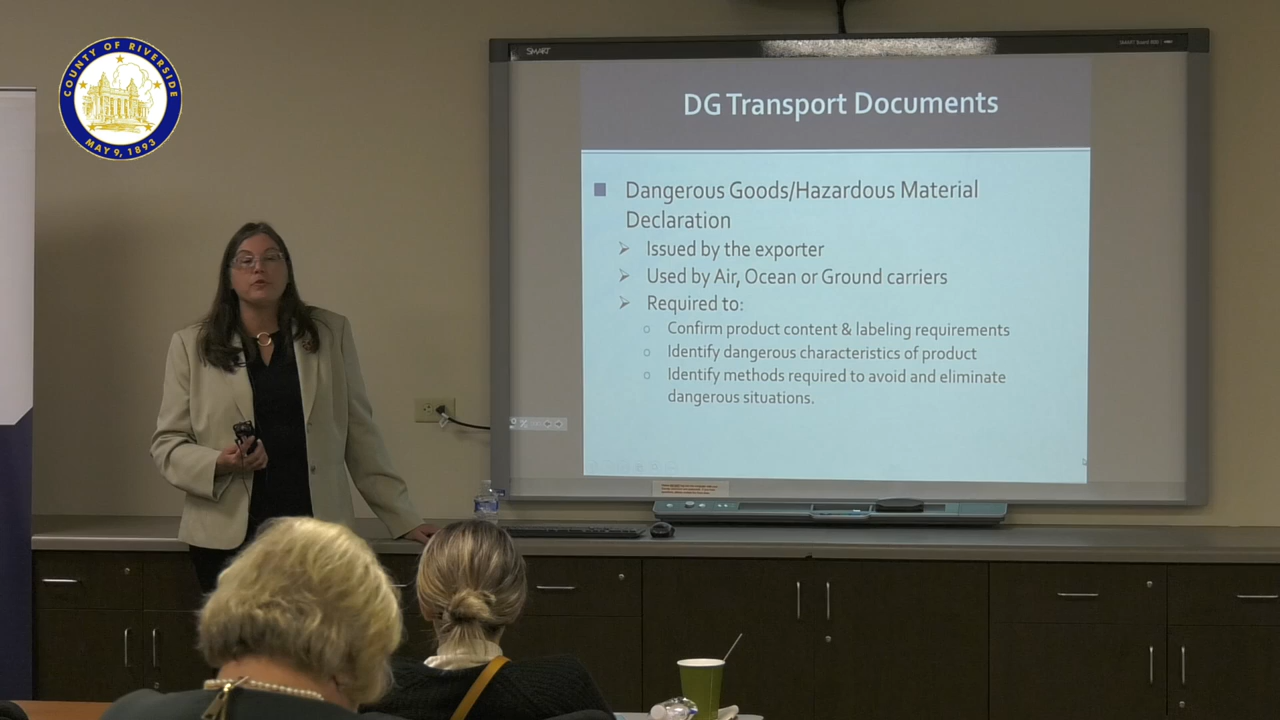 COUNTY OF RIVERSIDE
MAY 9, 1893
SMART
DG Transport Documents
Dangerous Goods/Hazardous Material
Declaration
Issued by the exporter
Used by Air, Ocean or Ground carriers
Required to:
Confirm product content & labeling requirements
Identify dangerous characteristics of product
Identify methods required to avoid and eliminate
dangerous situations.